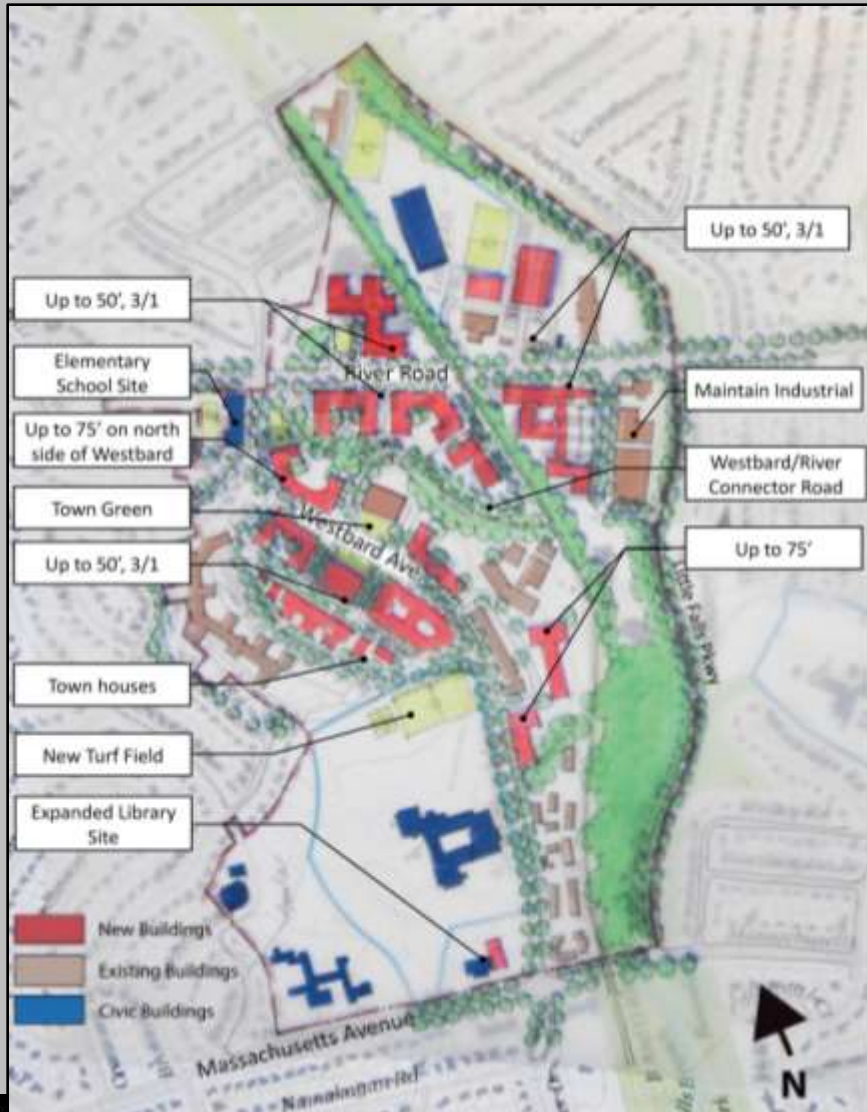 Up to 50', 3/1
Up to 50', 3/1
River Road
Elementary
School Site
Maintain Industrial
Up to 75' on north
side of Westbard
Westbard/River
Connector Road
Town Green
Westbard Ave
Up to 75'
Up to 50', 3/1
Little Falls Pkwy
Town houses
New Turf Field
Expanded Library
Site
New Buildings
Existing Buildings
Civic Buildings
Massachusetts Avenue
N